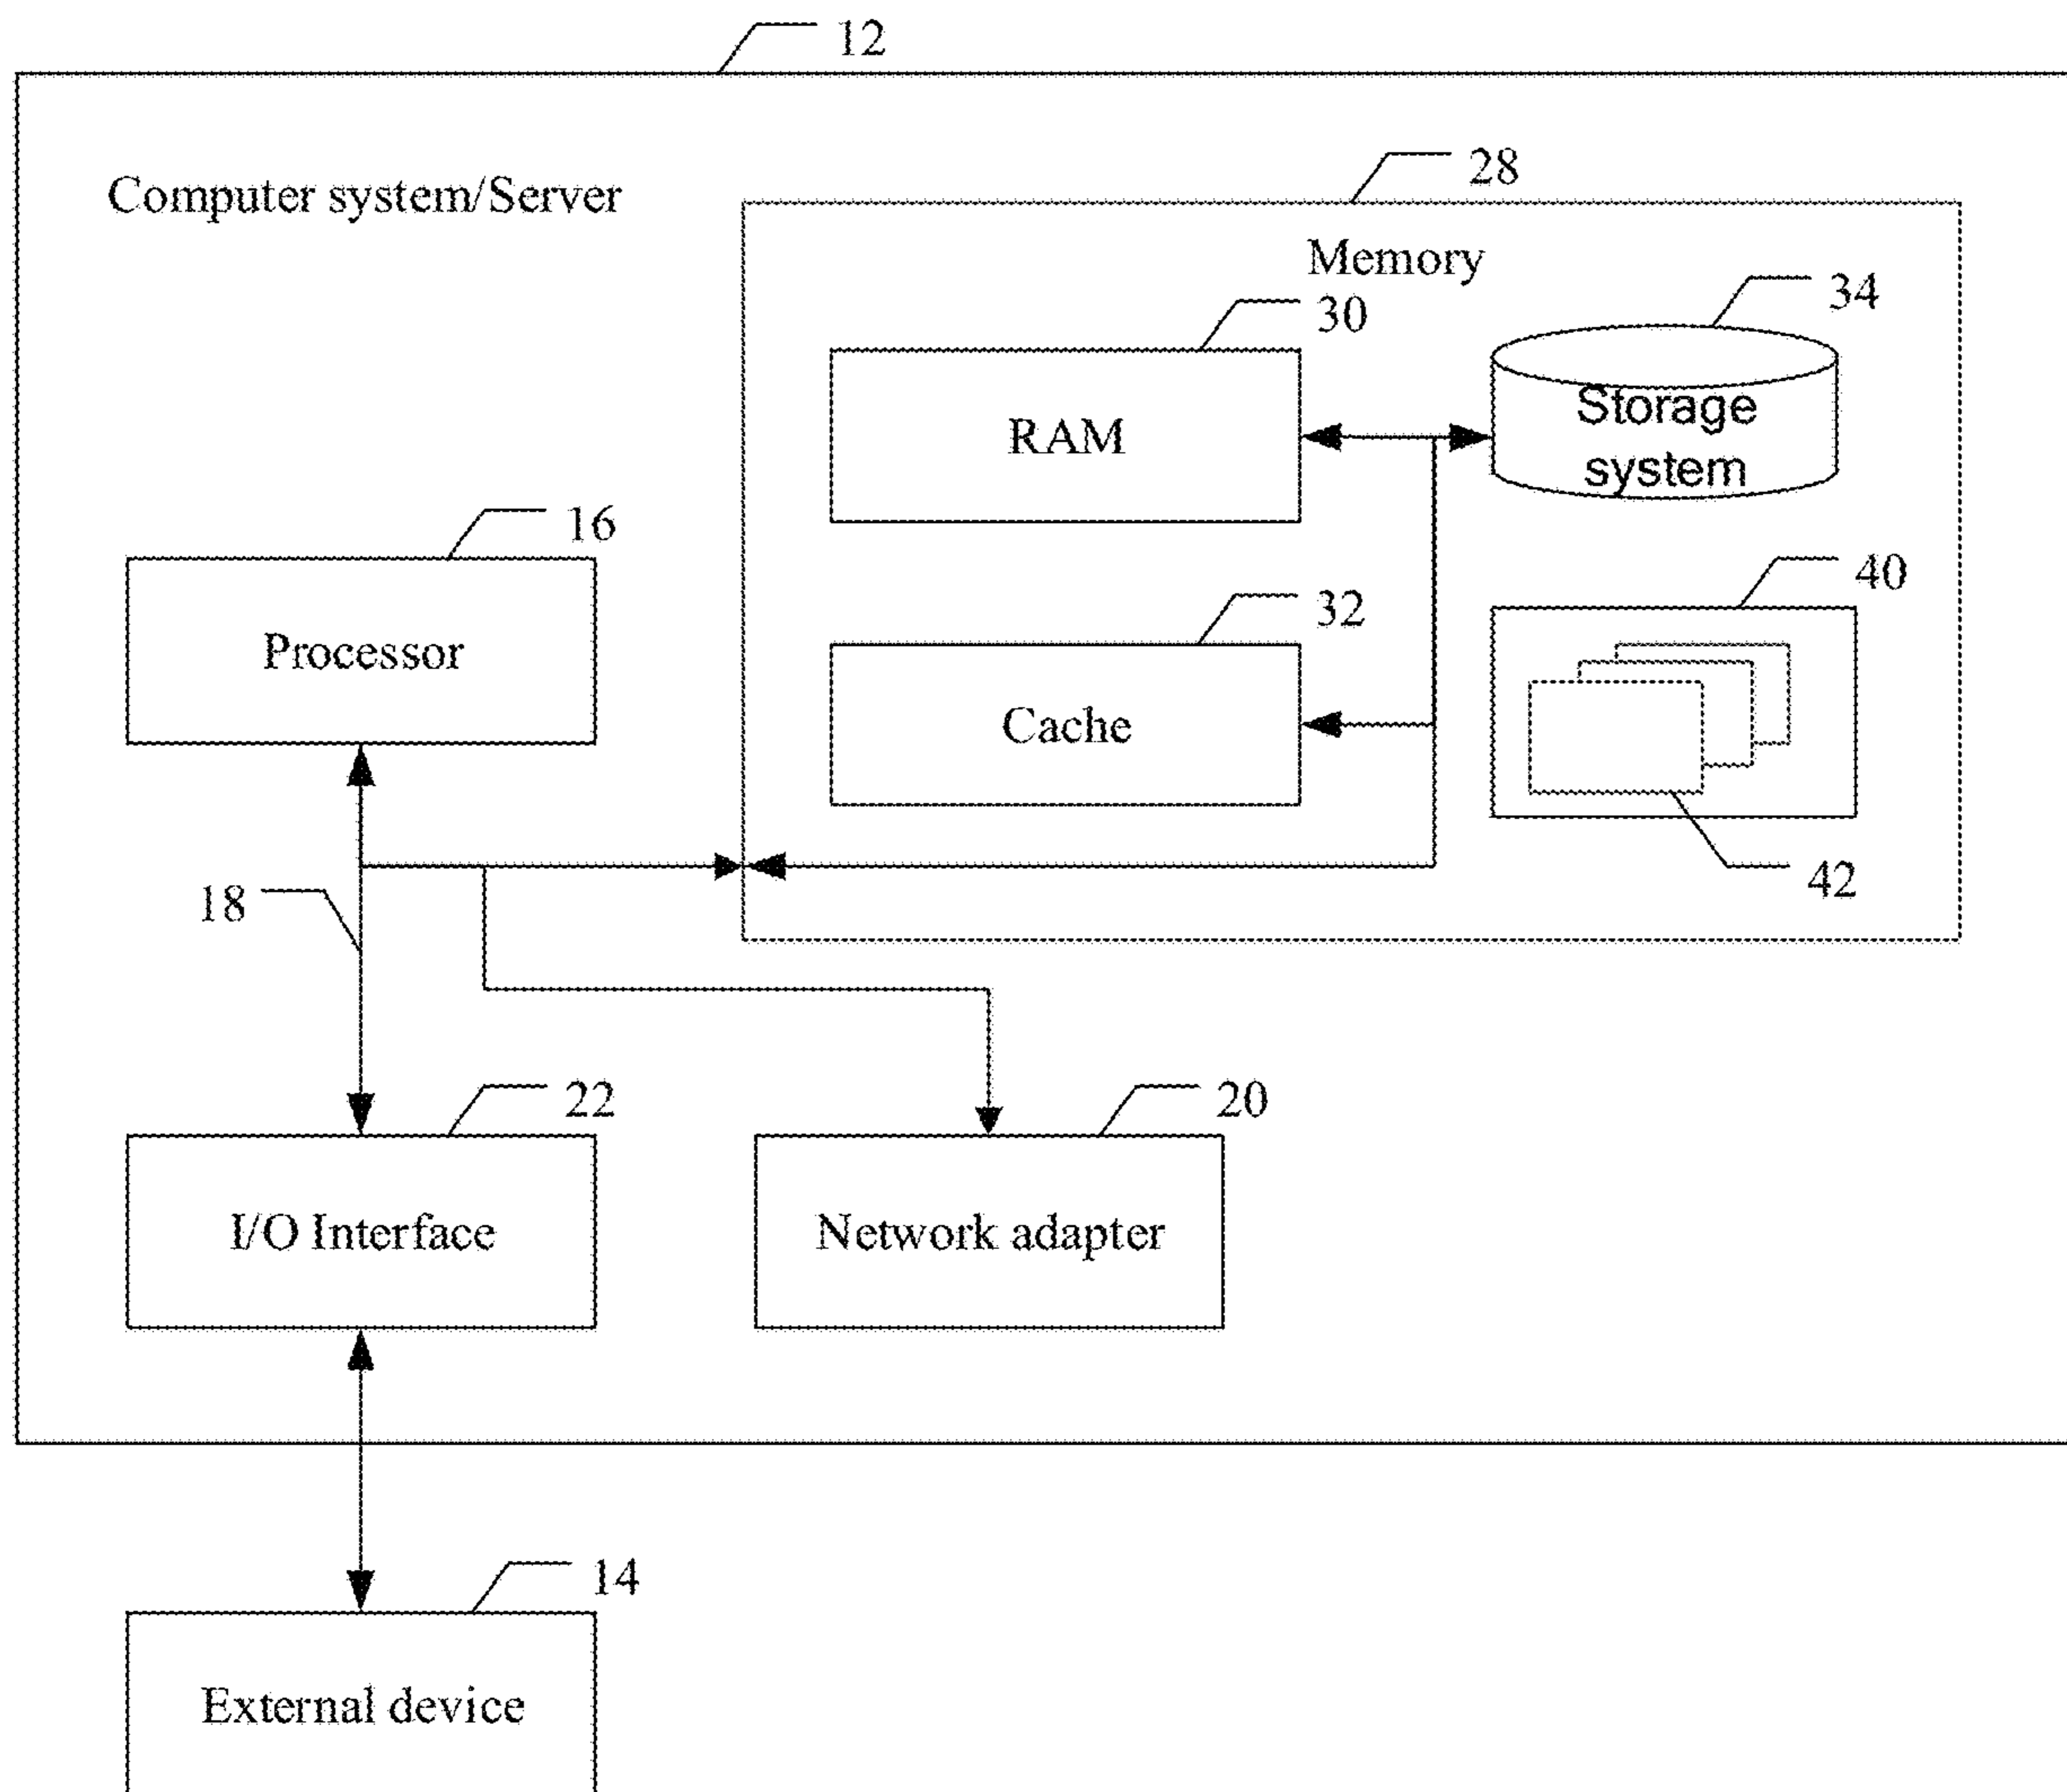 12
Computer system/Server
28
Memory
34
30
RAM
Storage
system
16
40
32
Processor
Cache
18
42
22
20
I/O Interface
Network adapter
14
External device